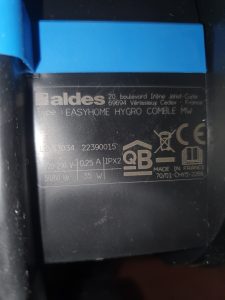 aldes 20, boulevard Irène Joliot-Curie
69694 Vénissieux Cedex - France
Type : EASYHOME HYGRO COMBLE MW
22390015
V 0,25 A IPX2
35 W
QB
CE
MADE IN FRANCE